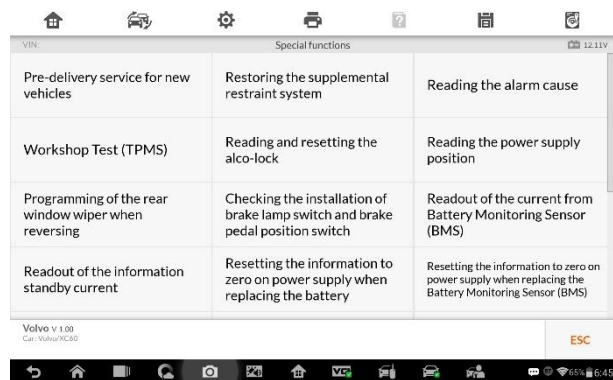 VIN:
Special functions
12.11V
Pre-delivery service for new
vehicles
Restoring the supplemental
restraint system
Reading the alarm cause
Workshop Test (TPMS)
Reading and resetting the
alco-lock
Reading the power supply
position
Programming of the rear
window wiper when
reversing
Checking the installation of
brake lamp switch and brake
pedal position switch
Readout of the current from
Battery Monitoring Sensor
(BMS)
Readout of the information
standby current
Resetting the information to
zero on power supply when
replacing the battery
Resetting the information to zero on
power supply when replacing the
Battery Monitoring Sensor (BMS)
Volvo V 1.00
Car: Volvo/XC60
ESC
65% 6:45